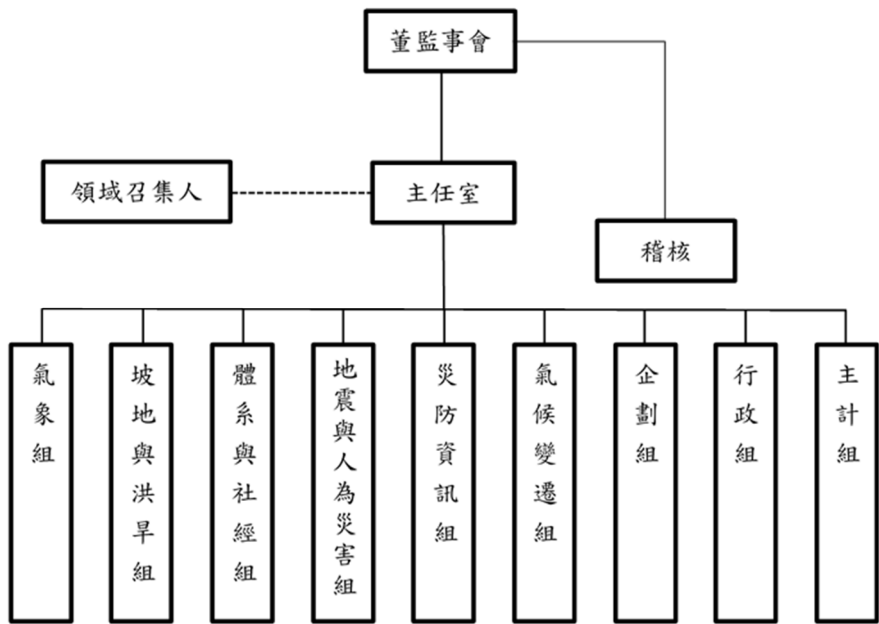 董監事會
領域召集人
主任室
稽核
氣象組
坡地與洪旱組
體系與社經組
地震與人為災害組
災防資訊組
氣候變遷組
企劃組
行政組
主計組